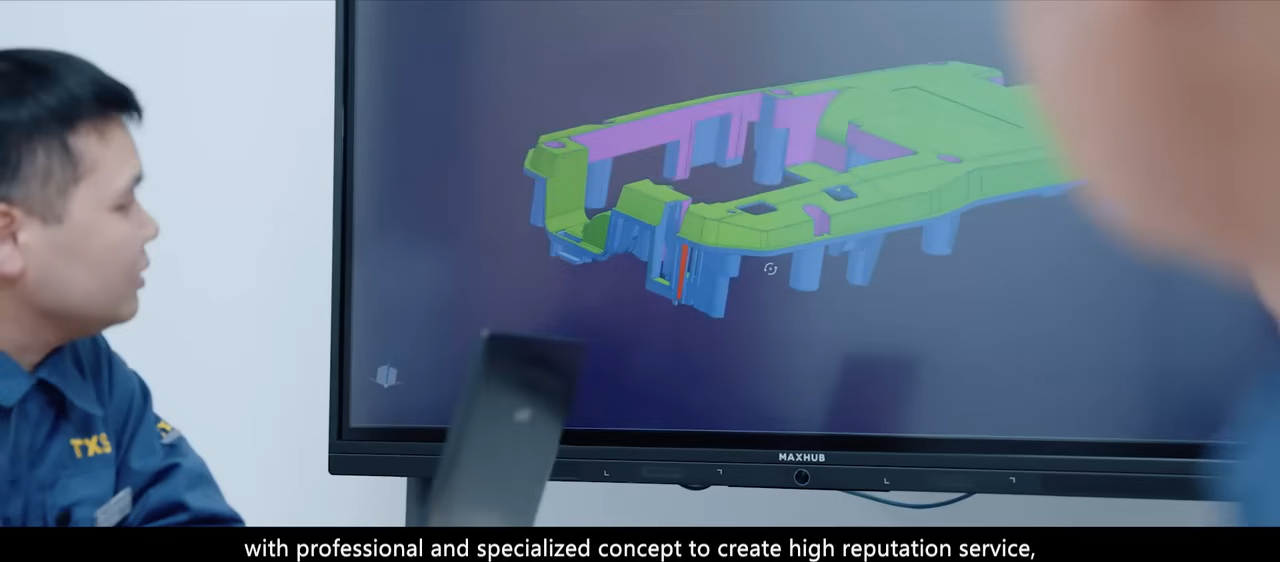 TXS
MAXHUB
with professional and specialized concept to create high reputation service,